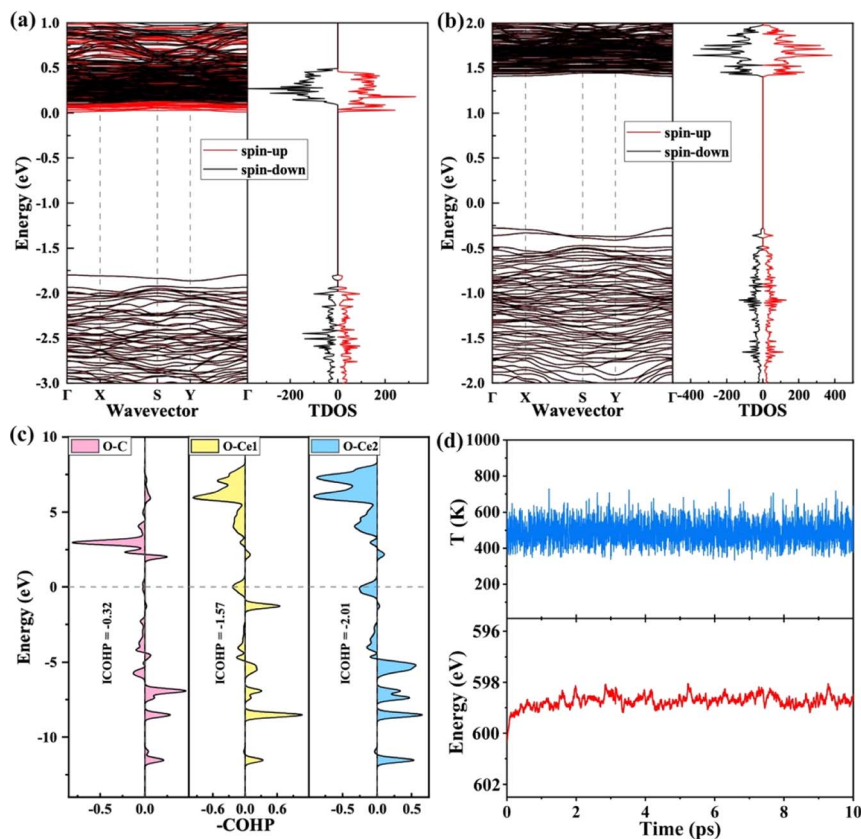 (a)
1.0
0.5
0.0
-0.5
-1.0
-1.5
-2.0
-2.5
-3.0
Energy (eV)
spin-up
spin-down
Γ X S Y Γ
-200 0 200
Wavevector TDOS
(b)
2.0
1.5
1.0
0.5
0.0
-0.5
-1.0
-1.5
-2.0
Energy (eV)
spin-up
spin-down
Γ X S Y Γ
-400 -200 0 200 400
Wavevector TDOS
(c)
10
5
0
-5
-10
Energy (eV)
O-C O-Ce1 O-Ce2
ICOHP = -0.32
ICOHP = -1.57
ICOHP = -2.01
-0.5 0.0 -0.6 0.0 0.6 -0.5 0.0 0.5
-COHP
(d)
1000
800
600
400
200
T (K)
596
598
600
602
Energy (eV)
0 2 4 6 8 10
Time (ps)